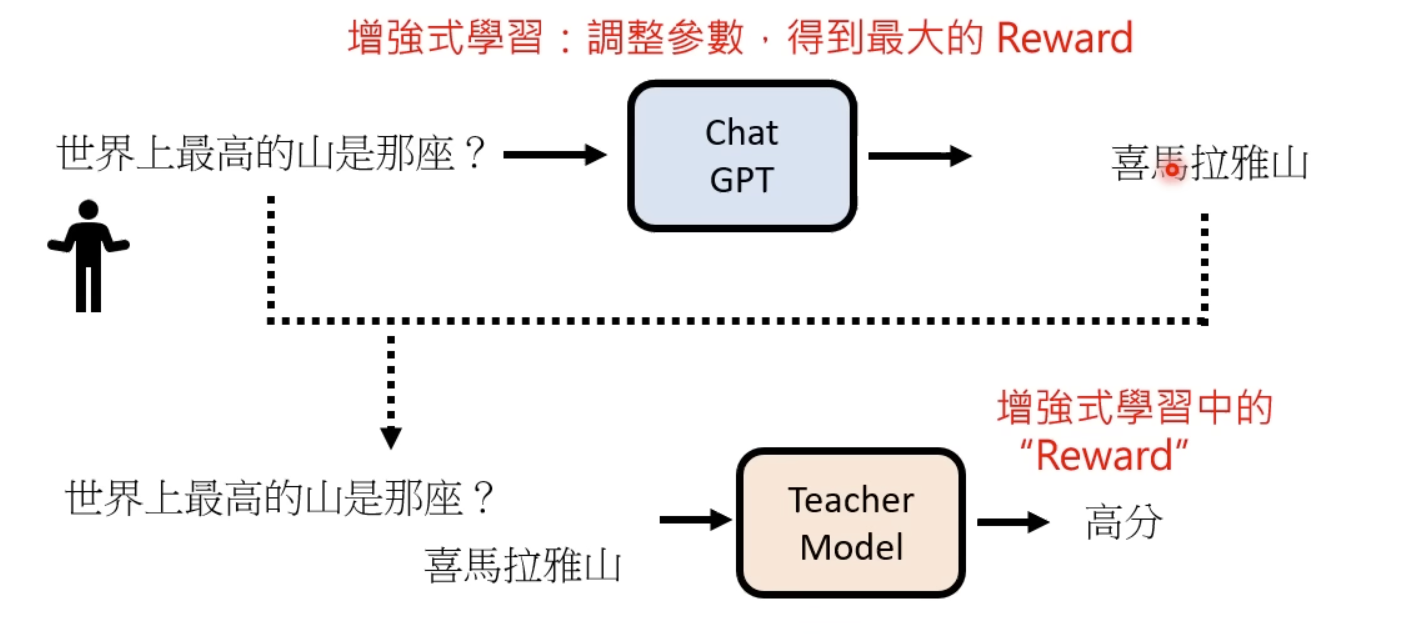 增強式學習：調整參數，得到最大的 Reward
世界上最高的山是那座？
Chat
GPT
喜馬拉雅山
增強式學習中的
“Reward”
世界上最高的山是那座？
喜馬拉雅山
Teacher
Model
高分